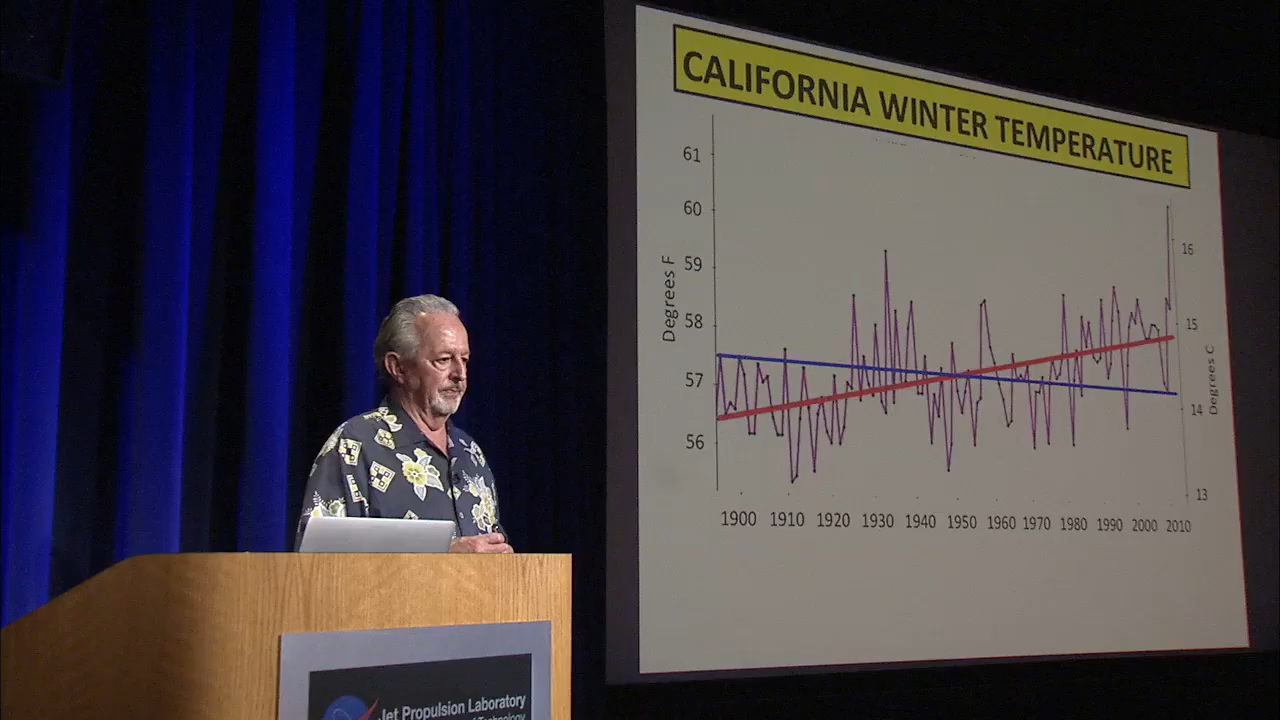 CALIFORNIA WINTER TEMPERATURE
61
60
59
58
57
56
Degrees F
16
15
14
13
Degrees C
1900 1910 1920 1930 1940 1950 1960 1970 1980 1990 2000 2010
Jet Propulsion Laboratory
Technology